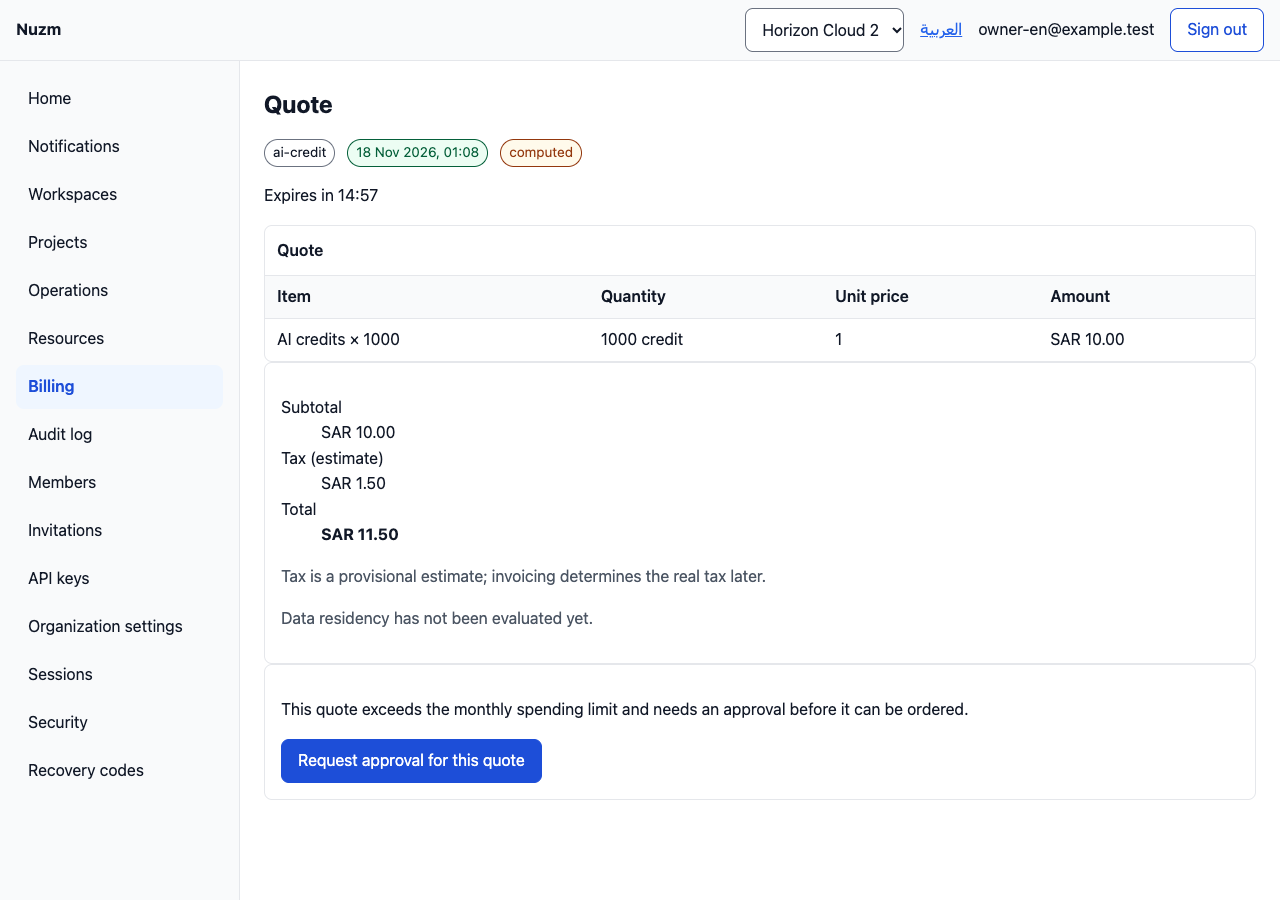 Nuzm
Horizon Cloud 2
العربية
owner-en@example.test
Sign out
Home
Notifications
Workspaces
Projects
Operations
Resources
Billing
Audit log
Members
Invitations
API keys
Organization settings
Sessions
Security
Recovery codes
Quote
ai-credit 18 Nov 2026, 01:08 computed
Expires in 14:57
Quote
Item Quantity Unit price Amount
AI credits × 1000 1000 credit 1 SAR 10.00
Subtotal
SAR 10.00
Tax (estimate)
SAR 1.50
Total
SAR 11.50
Tax is a provisional estimate; invoicing determines the real tax later.
Data residency has not been evaluated yet.
This quote exceeds the monthly spending limit and needs an approval before it can be ordered.
Request approval for this quote